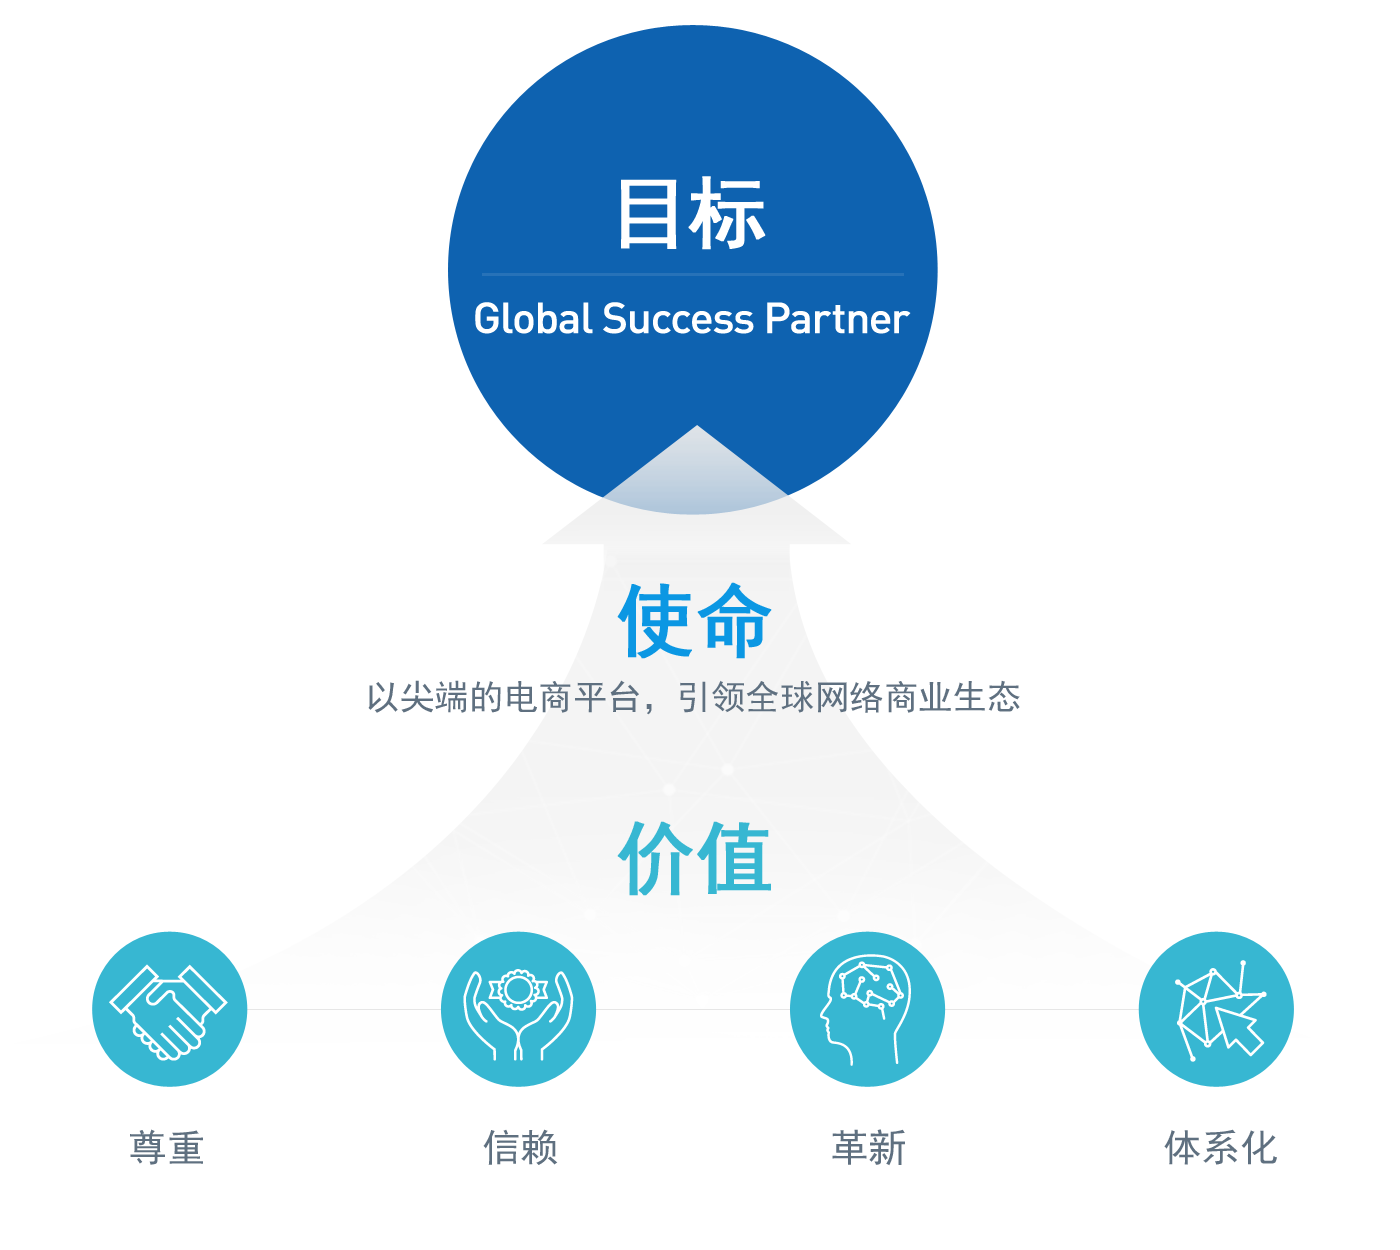 目标
Global Success Partner
使命
以尖端的电商平台，引领全球网络商业生态
价值
尊重
信赖
革新
体系化